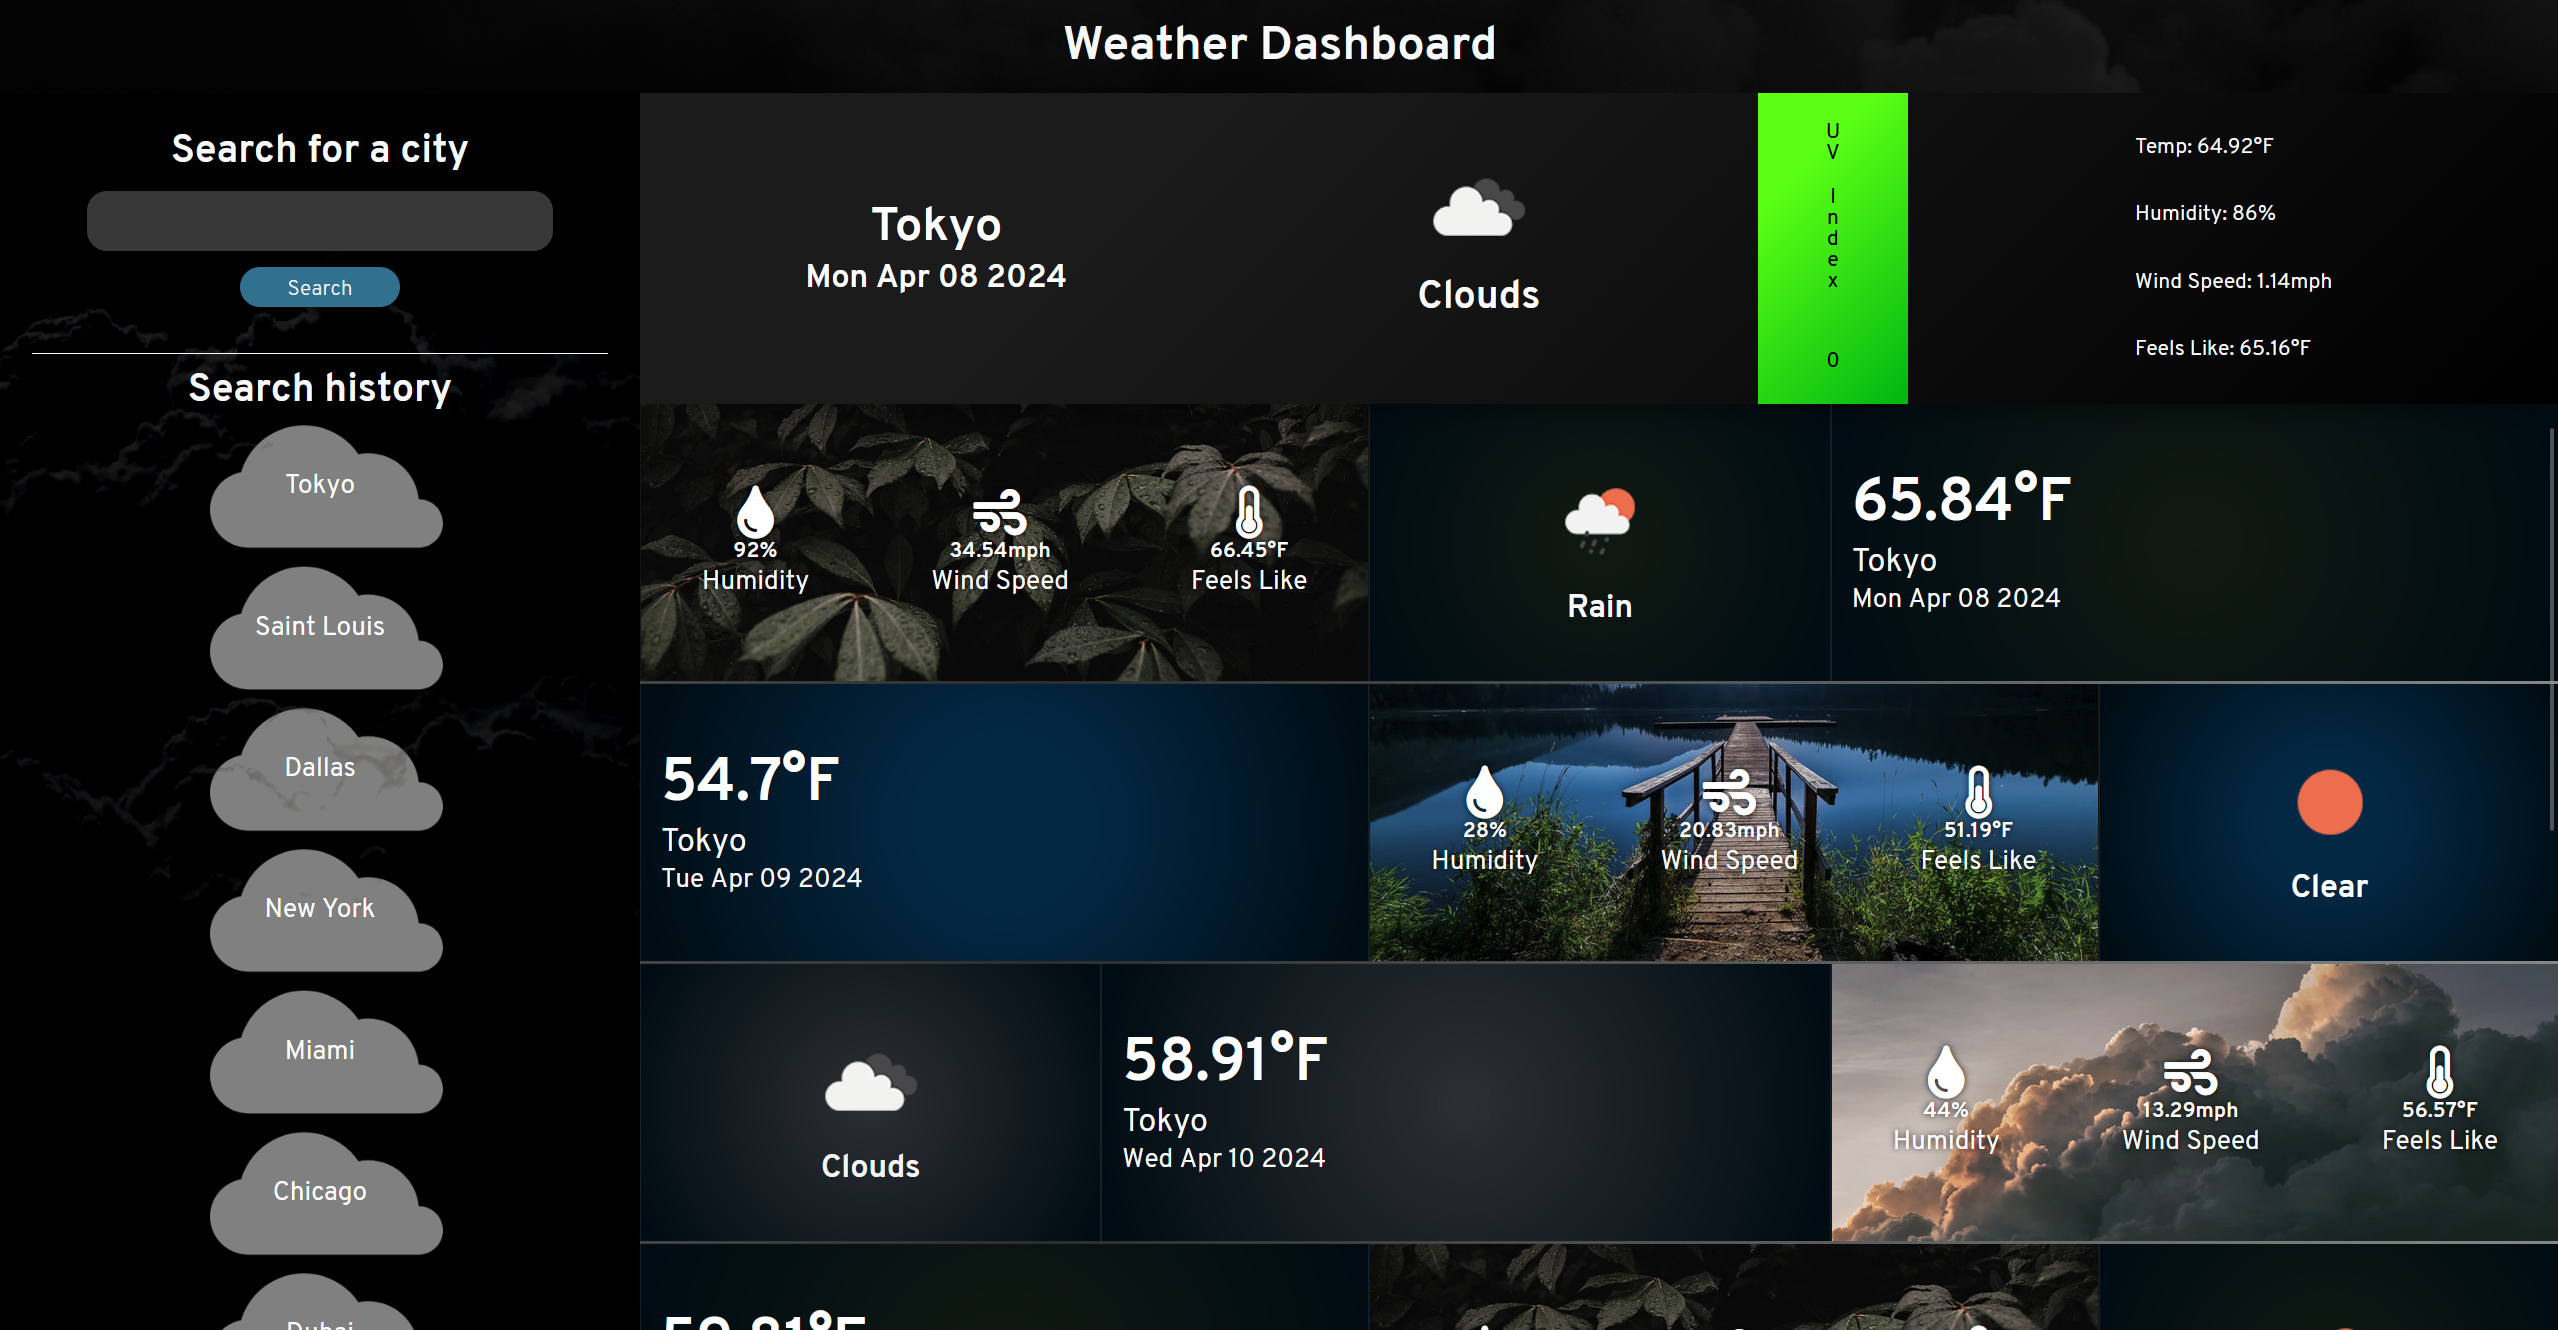 Weather Dashboard
Search for a city
Search
Search history
Tokyo
Saint Louis
Dallas
New York
Miami
Chicago
Tokyo
Mon Apr 08 2024
Clouds
UV Index 0
Temp: 64.92°F
Humidity: 86%
Wind Speed: 1.14mph
Feels Like: 65.16°F
92%
Humidity
34.54mph
Wind Speed
66.45°F
Feels Like
Rain
65.84°F
Tokyo
Mon Apr 08 2024
54.7°F
Tokyo
Tue Apr 09 2024
28%
Humidity
20.83mph
Wind Speed
51.19°F
Feels Like
Clear
Clouds
58.91°F
Tokyo
Wed Apr 10 2024
44%
Humidity
13.29mph
Wind Speed
56.57°F
Feels Like